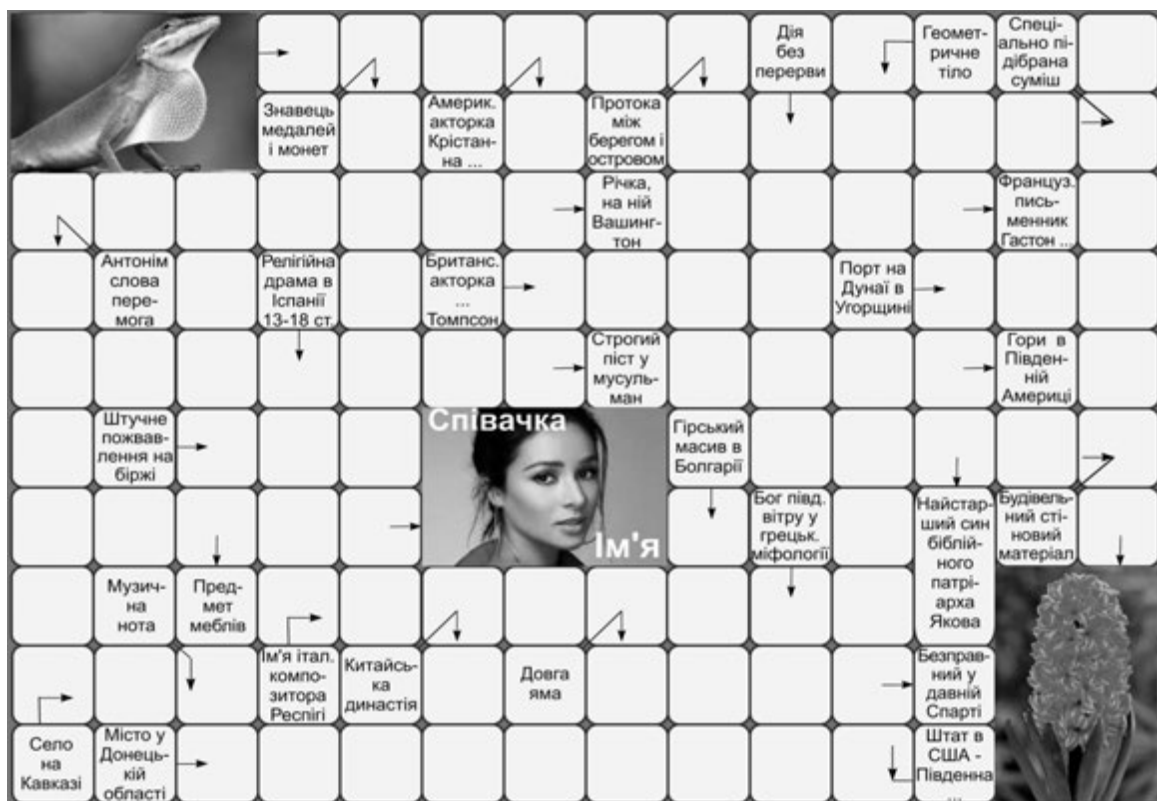 Дія
без
перерви
Геомет-
ричне
тіло
Спеці-
ально пі-
дібрана
суміш
Знавець
медалей
і монет
Америк.
акторка
Крістан-
на ...
Протока
між
берегом і
островом
Річка,
на ній
Вашинг-
тон
Француз.
пись-
менник
Гастон ...
Антонім
слова
пере-
мога
Релігійна
драма в
Іспанії
13-18 ст.
Британс.
акторка
...
Томпсон
Порт на
Дунаї в
Угорщині
Строгий
піст у
мусуль-
ман
Гори в
Півден-
ній
Америці
Штучне
пожвав-
лення на
біржі
Співачка
Ім'я
Гірський
масив в
Болгарії
Бог півд.
вітру у
грецьк.
міфології
Найстар-
ший син
біблій-
ного
патрі-
арха
Якова
Будівель-
ний сті-
новий
матеріал
Музич-
на
нота
Пред-
мет
меблів
Ім'я італ.
компо-
зитора
Респігі
Китайсь-
ка
династія
Довга
яма
Безправ-
ний у
давній
Спарті
Село
на
Кавказі
Місто у
Донець-
кій
області
Штат в
США -
Південна
...